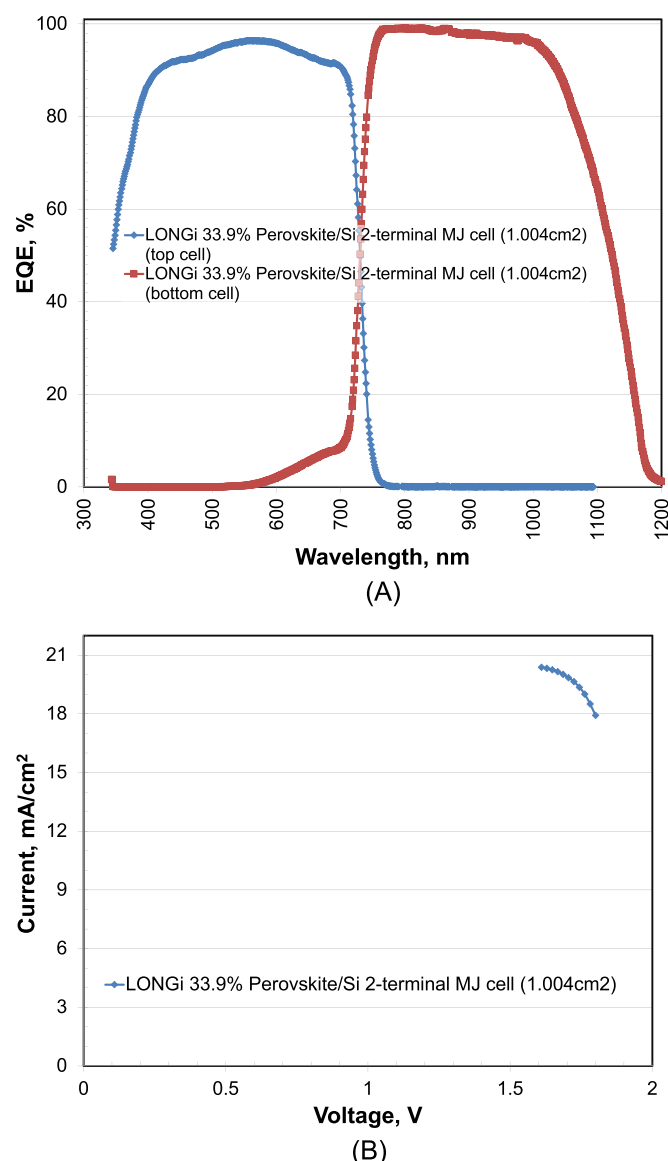 100
80
60
40
20
0
EQE, %
LONGi 33.9% Perovskite/Si 2-terminal MJ cell (1.004cm2)
(top cell)
LONGi 33.9% Perovskite/Si 2-terminal MJ cell (1.004cm2)
(bottom cell)
300 400 500 600 700 800 900 1000 1100 1200
Wavelength, nm
(A)
21
18
15
12
9
6
3
0
Current, mA/cm²
LONGi 33.9% Perovskite/Si 2-terminal MJ cell (1.004cm2)
0 0.5 1 1.5 2
Voltage, V
(B)